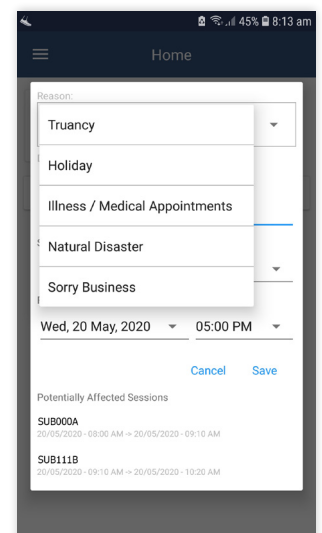 45% 8:13 am
Home
Reason:
Truancy
Holiday
Illness / Medical Appointments
Natural Disaster
Sorry Business
Wed, 20 May, 2020 05:00 PM
Cancel Save
Potentially Affected Sessions
SUB000A
20/05/2020 - 08:00 AM -> 20/05/2020 - 09:10 AM
SUB111B
20/05/2020 - 09:10 AM -> 20/05/2020 - 10:20 AM